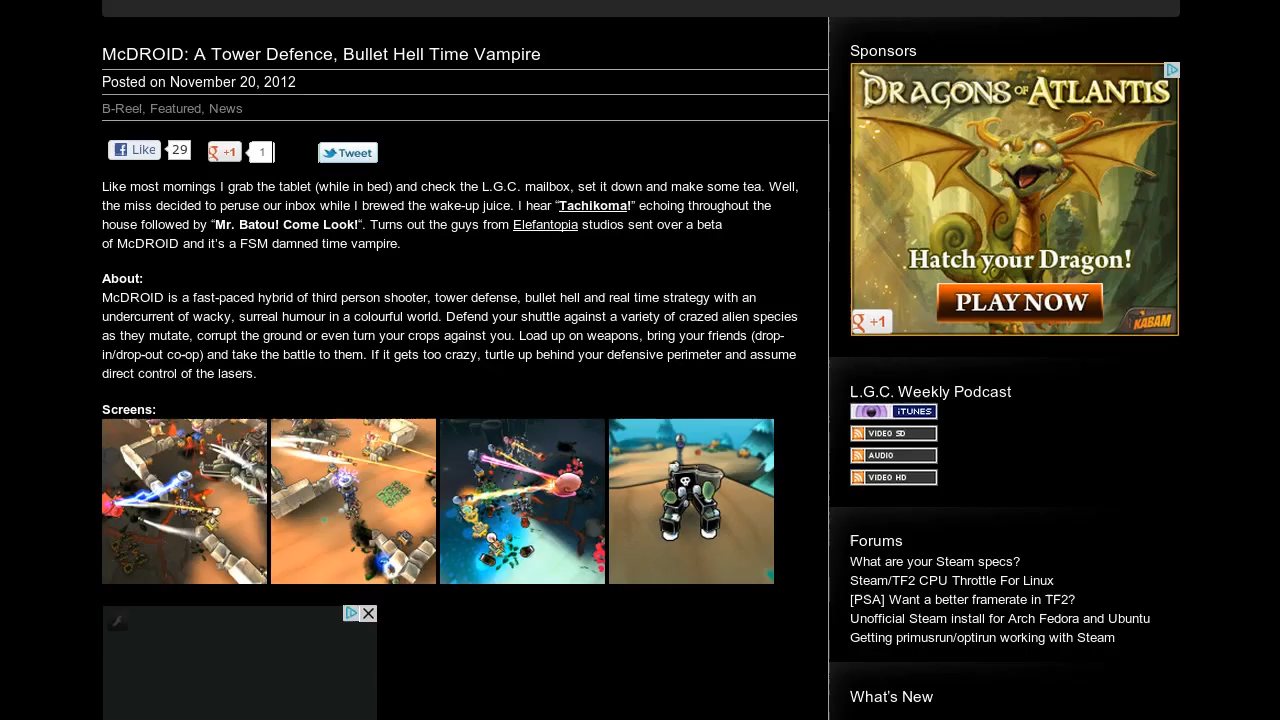 McDROID: A Tower Defence, Bullet Hell Time Vampire
Posted on November 20, 2012
B-Reel, Featured, News
Like 29
+1 1
Tweet
Like most mornings I grab the tablet (while in bed) and check the L.G.C. mailbox, set it down and make some tea. Well,
the miss decided to peruse our inbox while I brewed the wake-up juice. I hear “Tachikoma!” echoing throughout the
house followed by “Mr. Batou! Come Look!“. Turns out the guys from Elefantopia studios sent over a beta
of McDROID and it’s a FSM damned time vampire.
About:
McDROID is a fast-paced hybrid of third person shooter, tower defense, bullet hell and real time strategy with an
undercurrent of wacky, surreal humour in a colourful world. Defend your shuttle against a variety of crazed alien species
as they mutate, corrupt the ground or even turn your crops against you. Load up on weapons, bring your friends (drop-
in/drop-out co-op) and take the battle to them. If it gets too crazy, turtle up behind your defensive perimeter and assume
direct control of the lasers.
Screens:
Sponsors
DRAGONS OF ATLANTIS
Hatch your Dragon!
PLAY NOW
g +1
KABAM
L.G.C. Weekly Podcast
iTUNES
VIDEO SD
AUDIO
VIDEO HD
Forums
What are your Steam specs?
Steam/TF2 CPU Throttle For Linux
[PSA] Want a better framerate in TF2?
Unofficial Steam install for Arch Fedora and Ubuntu
Getting primusrun/optirun working with Steam
What’s New